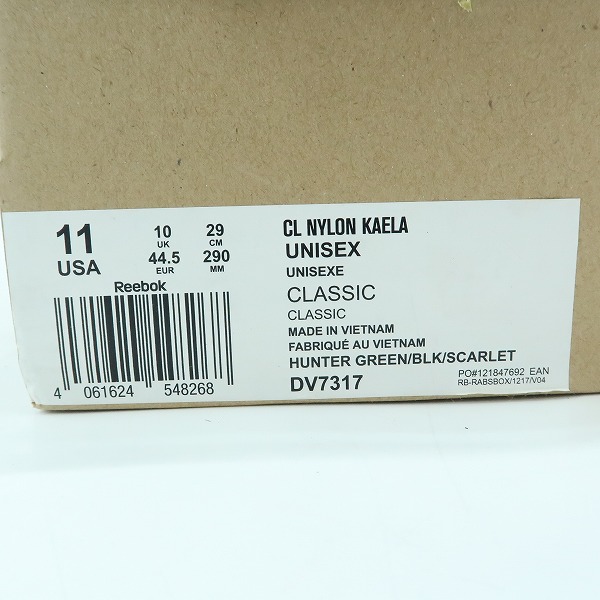 11
USA
10
UK
44.5
EUR
29
CM
290
MM
Reebok
4 061624 548268
CL NYLON KAELA
UNISEX
UNISEXE
CLASSIC
CLASSIC
MADE IN VIETNAM
FABRIQUÉ AU VIETNAM
HUNTER GREEN/BLK/SCARLET
DV7317
PO#121847692 EAN
RB-RABSBOX/1217/V04